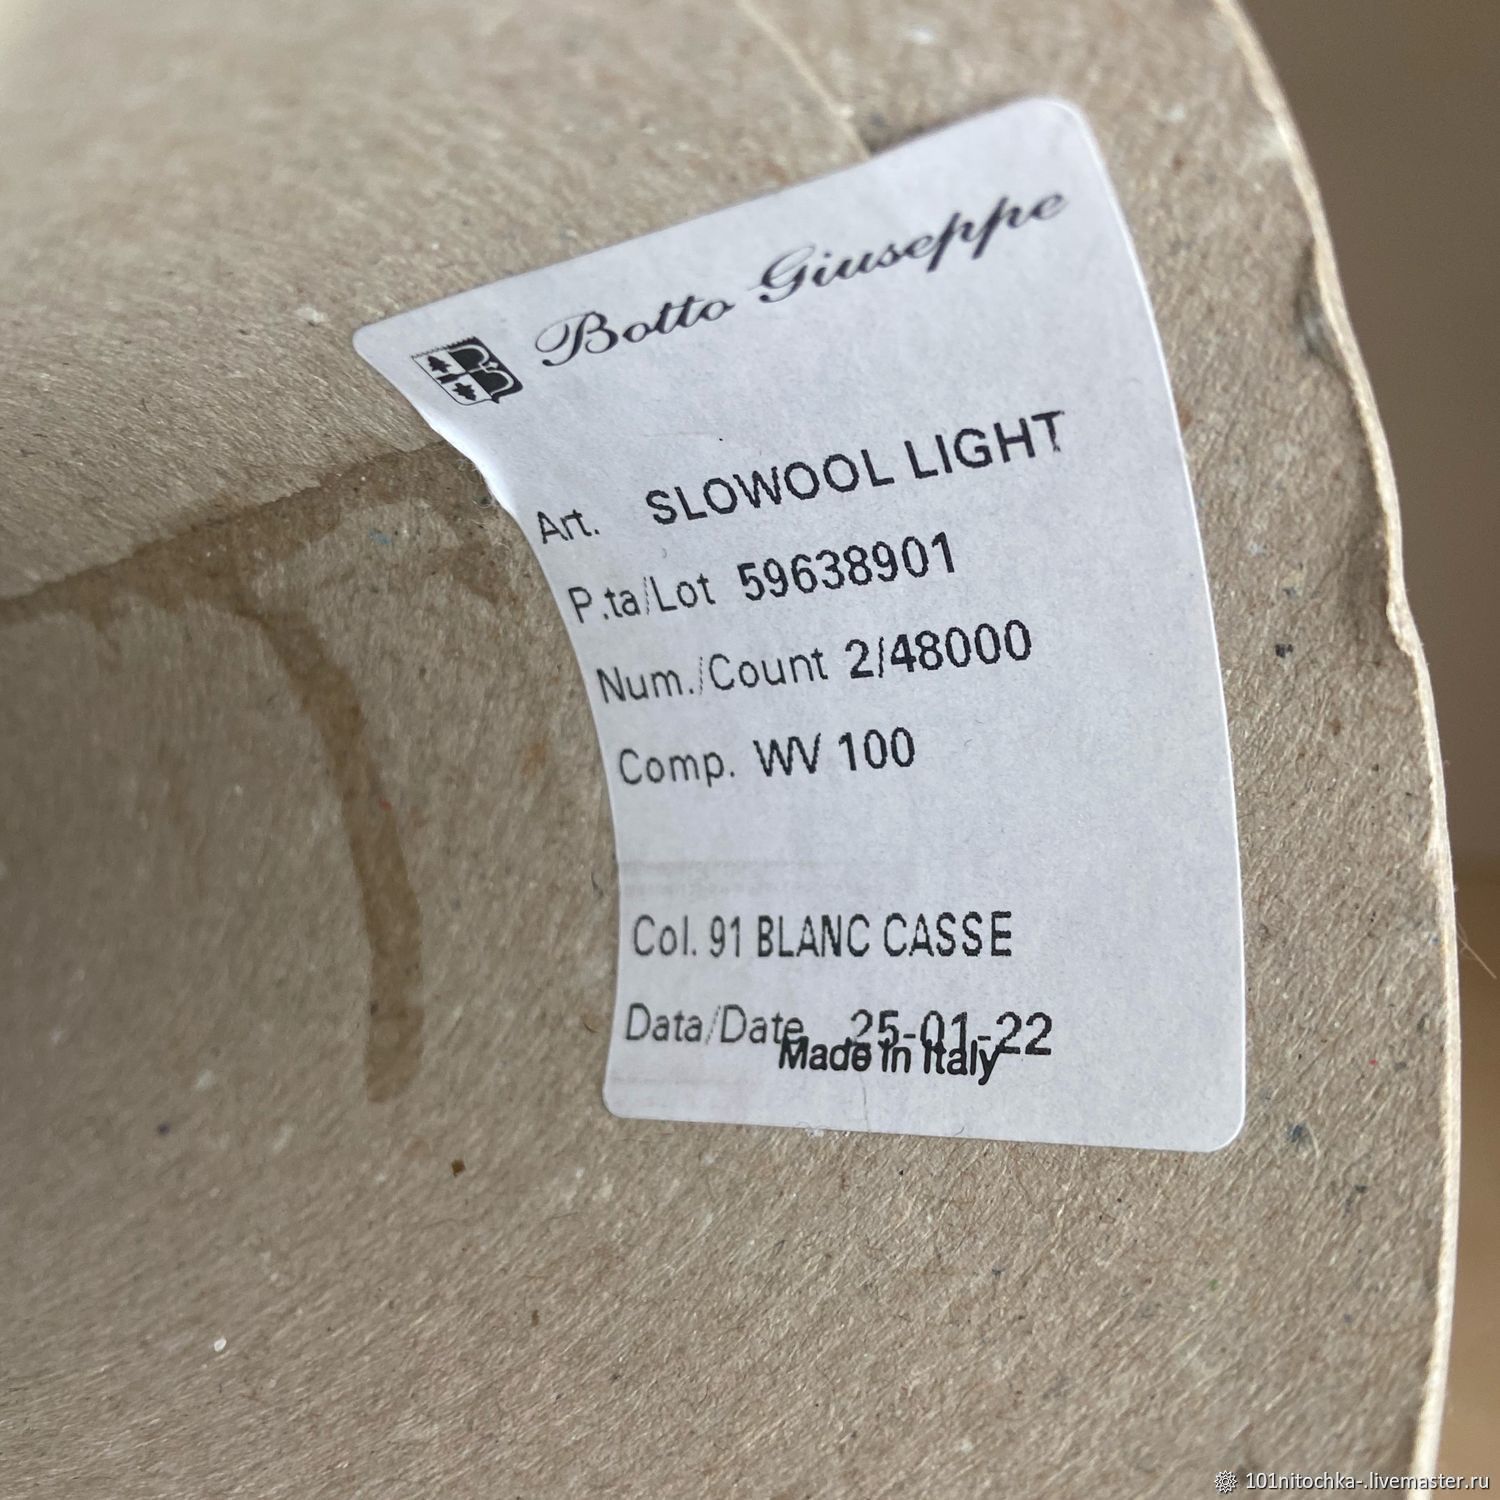 Botto Giuseppe
Art. SLOWOOL LIGHT
P.ta/Lot 59638901
Num./Count 2/48000
Comp. WV 100
Col. 91 BLANC CASSE
Data/Date 25-01-22
Made in Italy
101nitochka-.livemaster.ru